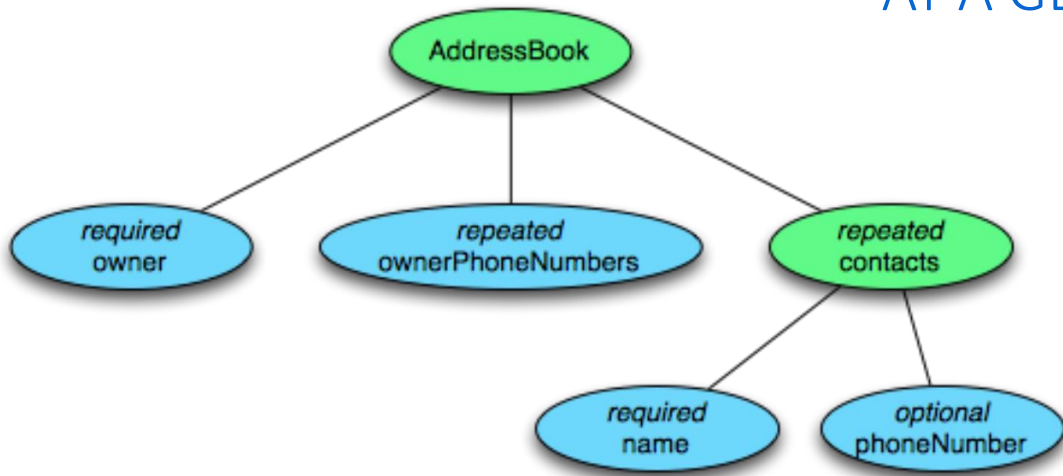 AddressBook
required
owner
repeated
ownerPhoneNumbers
repeated
contacts
required
name
optional
phoneNumber